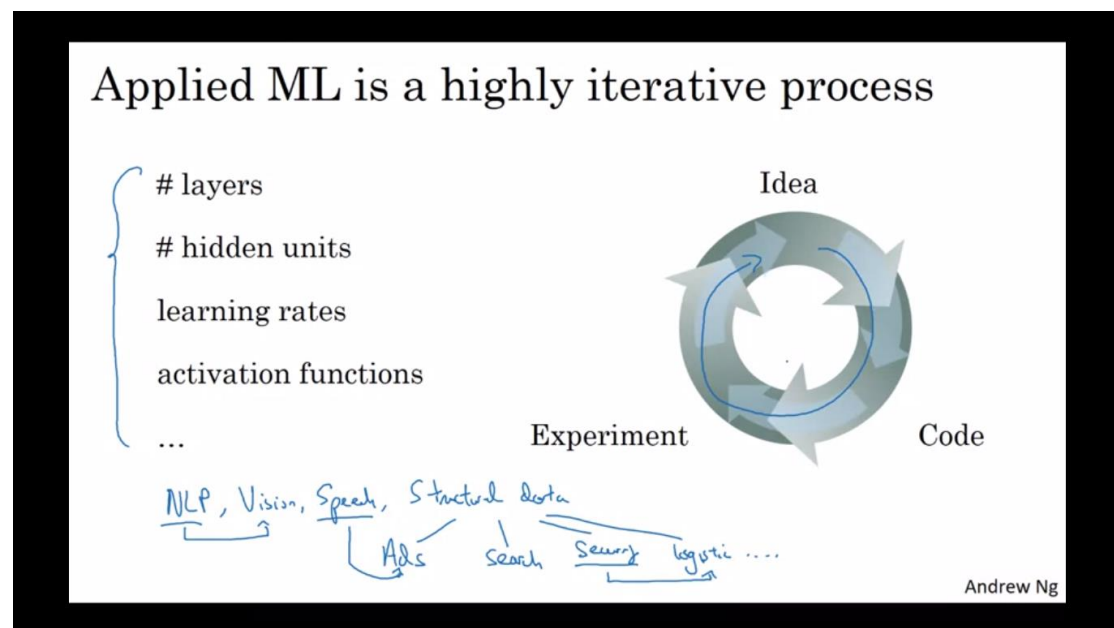 Applied ML is a highly iterative process
# layers
# hidden units
learning rates
activation functions
...
Idea
Experiment
Code
NLP, Vision, Speech, Structural data
Ads Search Security logistic ....
Andrew Ng